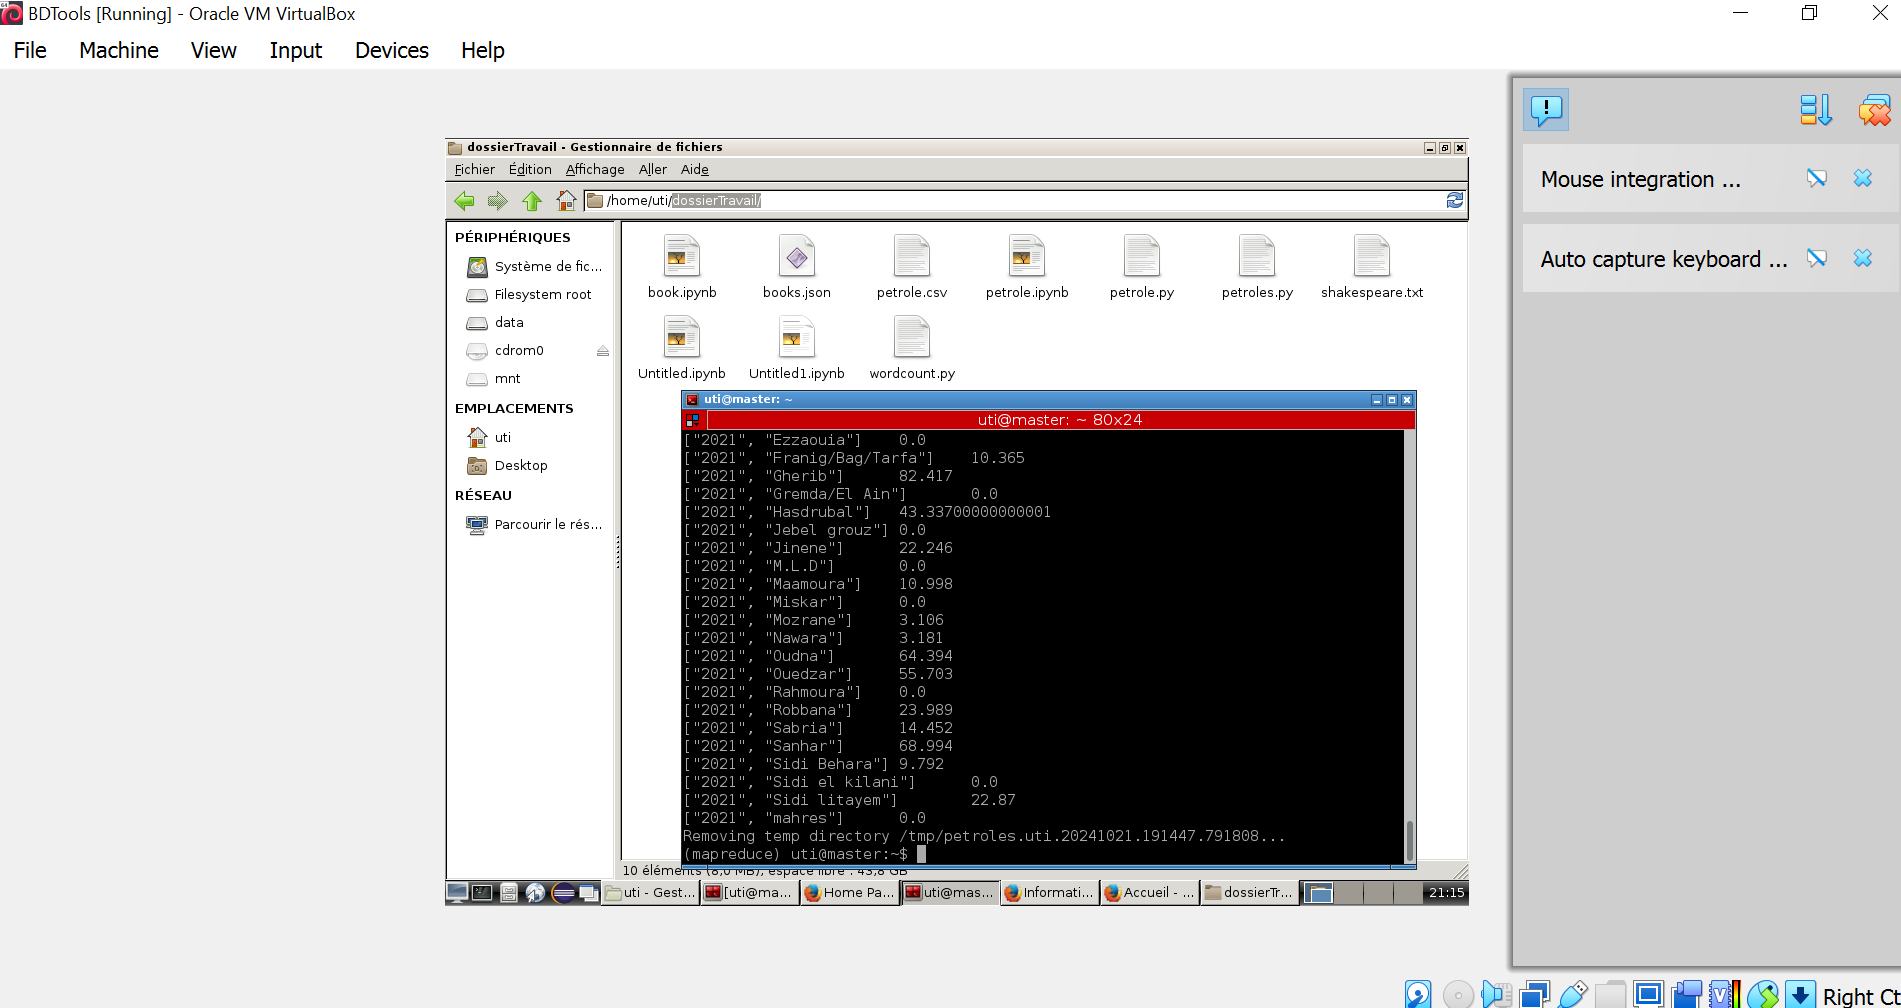 BDTools [Running] - Oracle VM VirtualBox
File Machine View Input Devices Help
Mouse integration ...
Auto capture keyboard ...
dossierTravail - Gestionnaire de fichiers
Fichier Édition Affichage Aller Aide
/home/uti/dossierTravail/
PÉRIPHÉRIQUES
Système de fic...
Filesystem root
data
cdrom0
mnt
EMPLACEMENTS
uti
Desktop
RÉSEAU
Parcourir le rés...
book.ipynb books.json petrole.csv petrole.ipynb petrole.py petroles.py shakespeare.txt
Untitled.ipynb Untitled1.ipynb wordcount.py
uti@master: ~
uti@master: ~ 80x24
["2021", "Ezzaouia"] 0.0
["2021", "Franig/Bag/Tarfa"] 10.365
["2021", "Gherib"] 82.417
["2021", "Gremda/El Ain"] 0.0
["2021", "Hasdrubal"] 43.33700000000001
["2021", "Jebel grouz"] 0.0
["2021", "Jinene"] 22.246
["2021", "M.L.D"] 0.0
["2021", "Maamoura"] 10.998
["2021", "Miskar"] 0.0
["2021", "Mozrane"] 3.106
["2021", "Nawara"] 3.181
["2021", "Oudna"] 64.394
["2021", "Ouedzar"] 55.703
["2021", "Rahmoura"] 0.0
["2021", "Robbana"] 23.989
["2021", "Sabria"] 14.452
["2021", "Sanhar"] 68.994
["2021", "Sidi Behara"] 9.792
["2021", "Sidi el kilani"] 0.0
["2021", "Sidi litayem"] 22.87
["2021", "mahres"] 0.0
Removing temp directory /tmp/petroles.uti.20241021.191447.791808...
(mapreduce) uti@master:~$
10 éléments (8,0 MB), espace libre : 43,8 GB
uti - Gest... [uti@ma... Home Pa... uti@mas... Informati... Accueil - ... dossierTr... 21:15
Right Ct